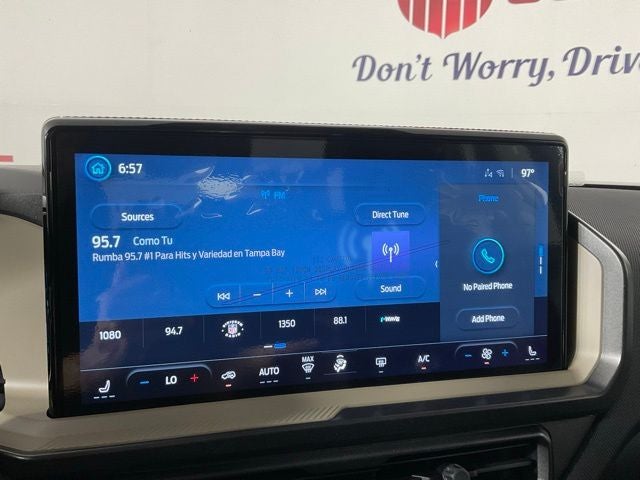 Don't Worry, Driv
6:57
97°
FM
Phone
Sources
Direct Tune
95.7 Como Tu
Rumba 95.7 #1 Para Hits y Variedad en Tampa Bay
Sound
No Paired Phone
Add Phone
1080
94.7
1350
88.1
LO
AUTO
MAX
A/C